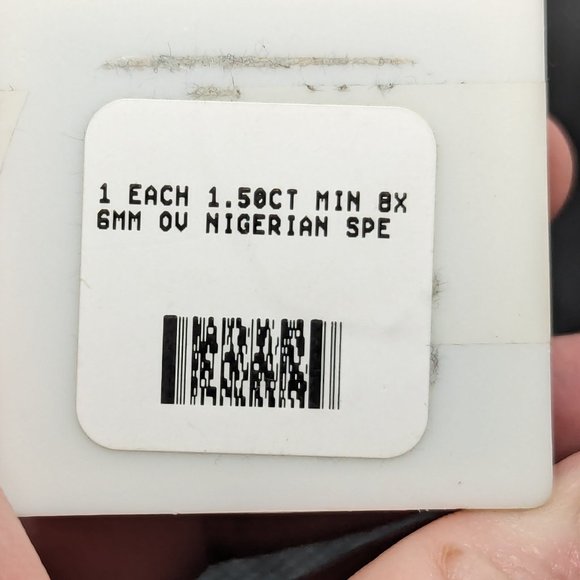 1 EACH 1.50CT MIN 8X
6MM OV NIGERIAN SPE